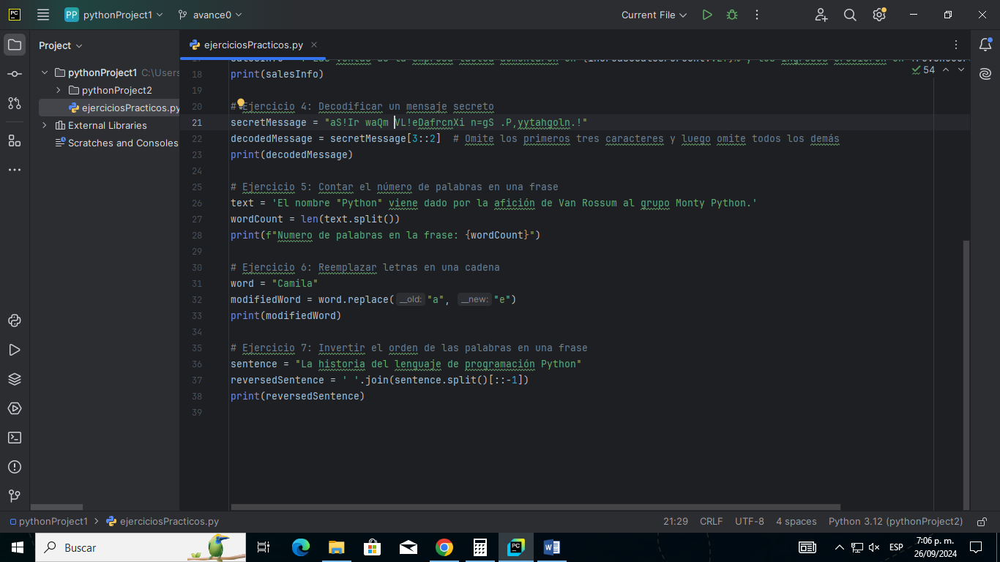 PC
PP pythonProject1 avance0 Current File
Project
ejerciciosPracticos.py
pythonProject1 C:\Users
pythonProject2
ejerciciosPracticos.py
External Libraries
Scratches and Consoles
54
18 print(salesInfo)
19
20 # Ejercicio 4: Decodificar un mensaje secreto
21 secretMessage = "aS!Ir waQm VL!eDafrcnXi n=gS .P,yytahgoln.!"
22 decodedMessage = secretMessage[3::2]  # Omite los primeros tres caracteres y luego omite todos los demás
23 print(decodedMessage)
24
25 # Ejercicio 5: Contar el número de palabras en una frase
26 text = 'El nombre "Python" viene dado por la afición de Van Rossum al grupo Monty Python.'
27 wordCount = len(text.split())
28 print(f"Numero de palabras en la frase: {wordCount}")
29
30 # Ejercicio 6: Reemplazar letras en una cadena
31 word = "Camila"
32 modifiedWord = word.replace( __old: "a", __new: "e")
33 print(modifiedWord)
34
35 # Ejercicio 7: Invertir el orden de las palabras en una frase
36 sentence = "La historia del lenguaje de programación Python"
37 reversedSentence = ' '.join(sentence.split()[::-1])
38 print(reversedSentence)
39
pythonProject1 > ejerciciosPracticos.py 21:29 CRLF UTF-8 4 spaces Python 3.12 (pythonProject2)
Buscar
ESP
7:06 p. m.
26/09/2024